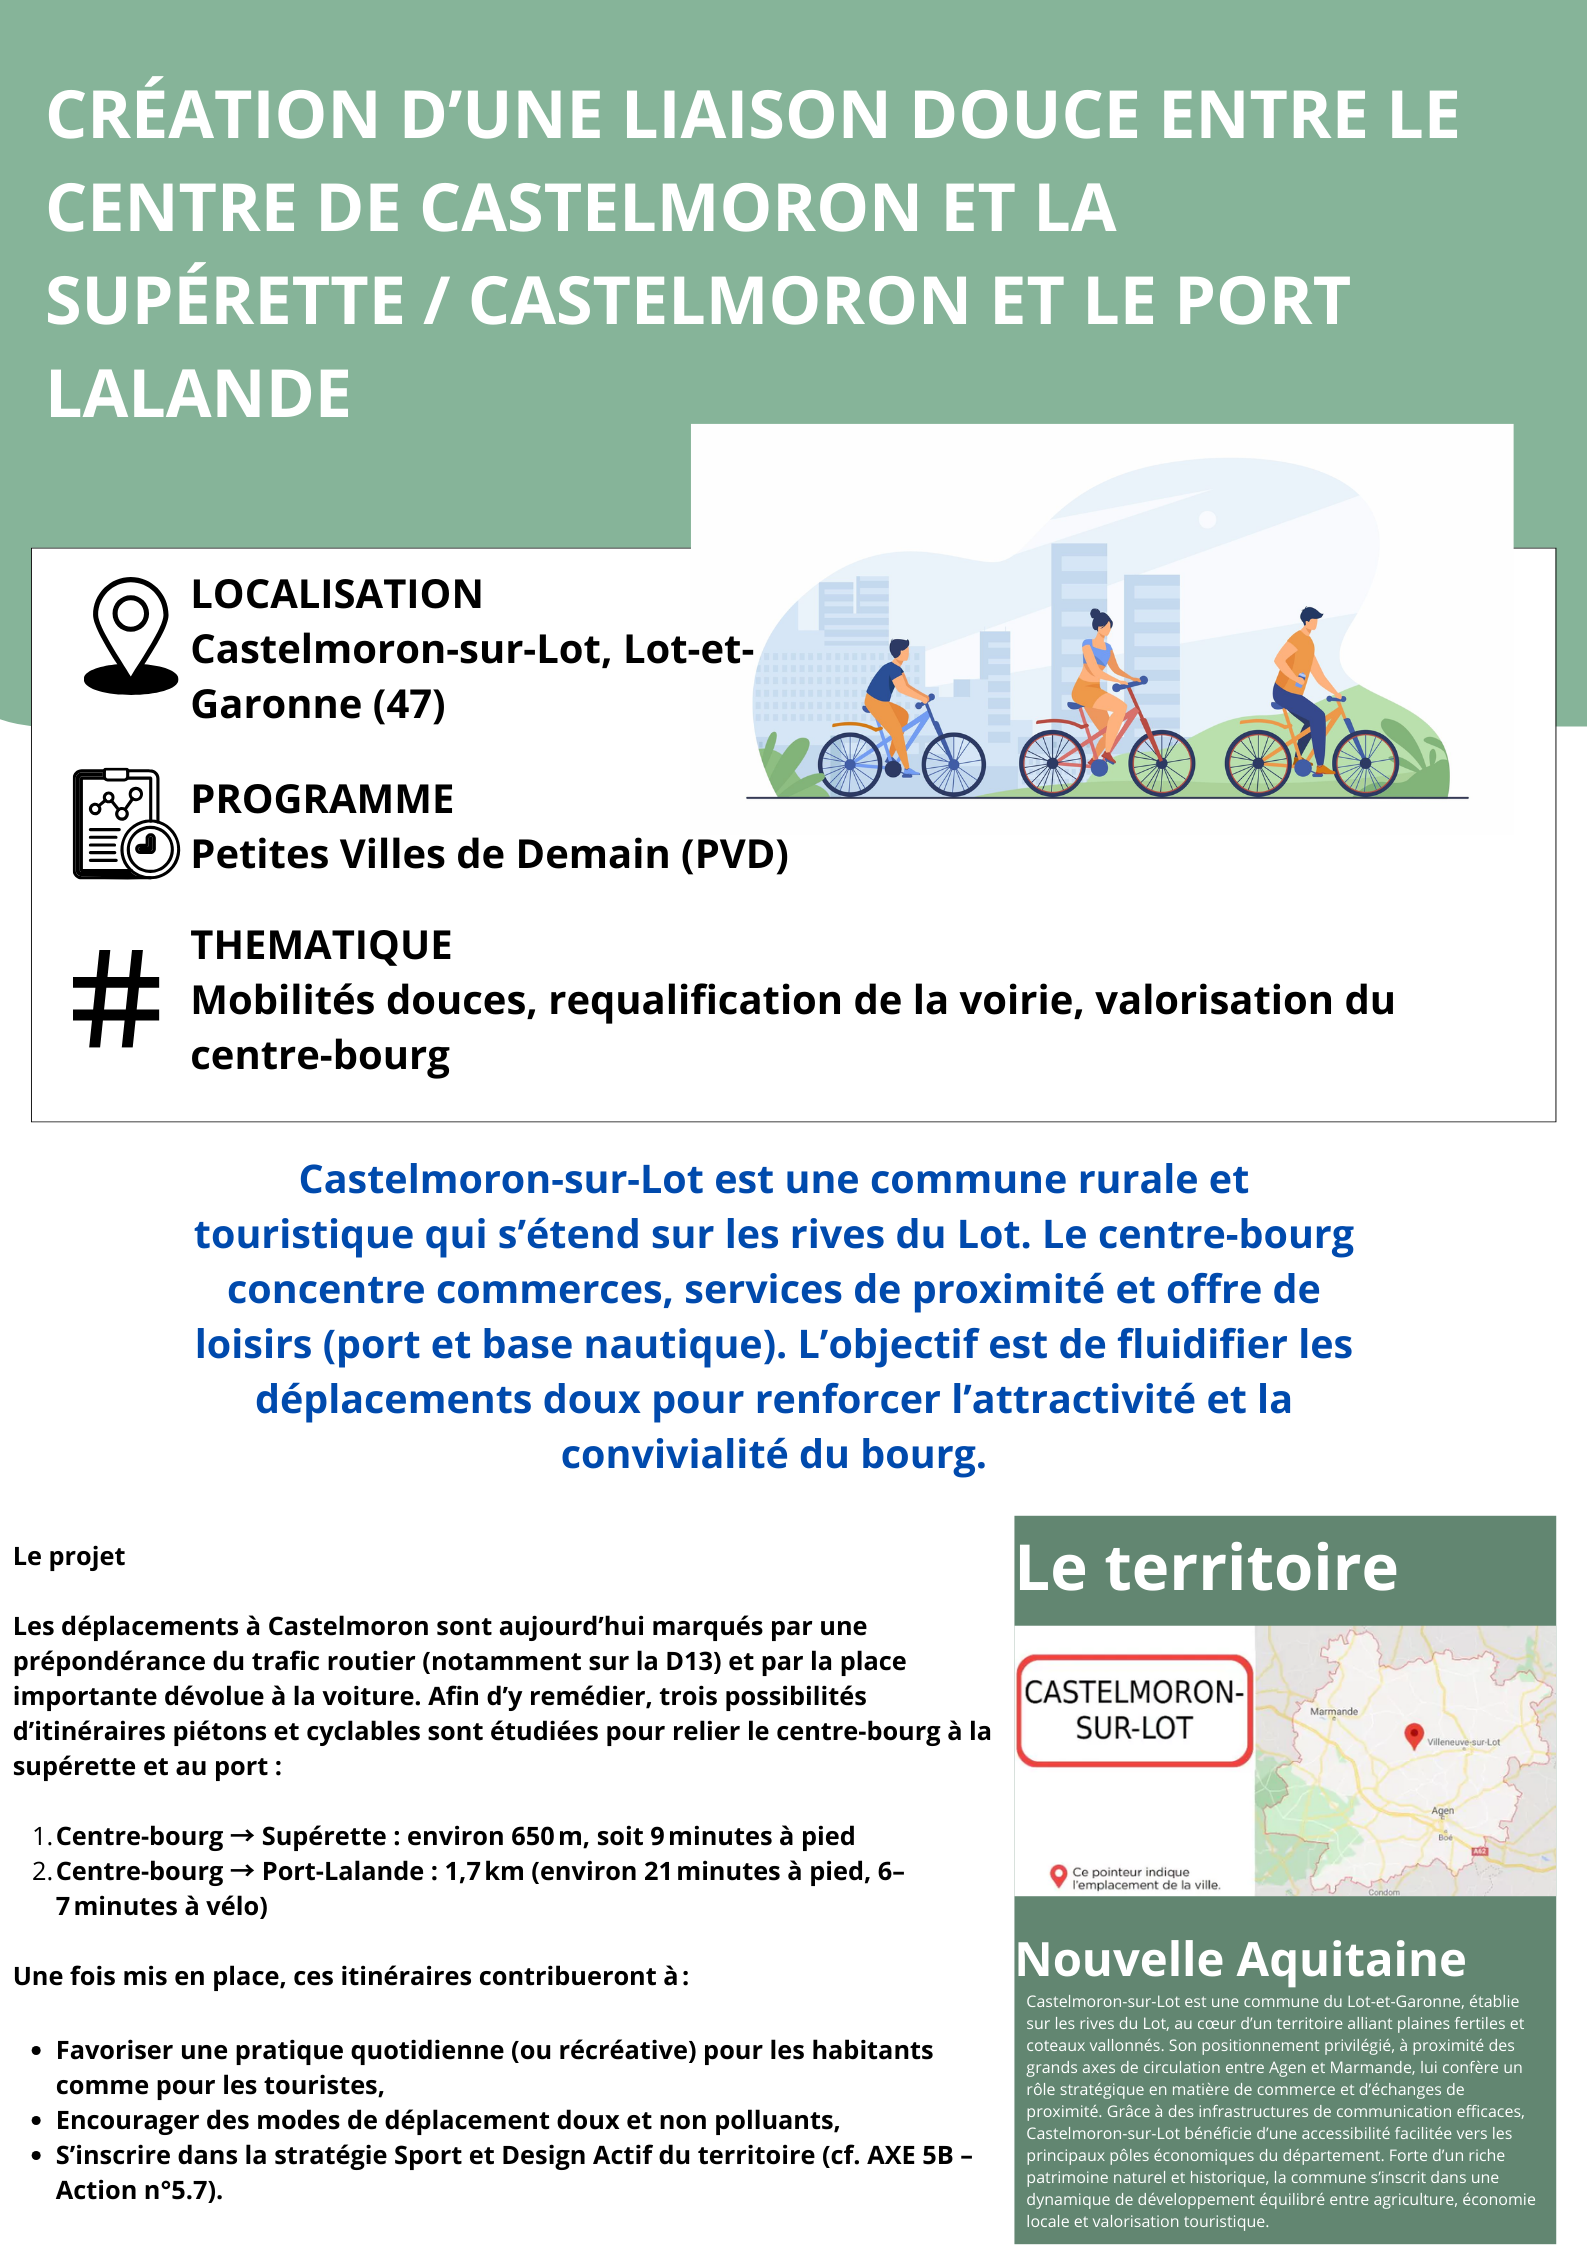 CRÉATION D’UNE LIAISON DOUCE ENTRE LE
CENTRE DE CASTELMORON ET LA
SUPÉRETTE / CASTELMORON ET LE PORT
LALANDE
LOCALISATION
Castelmoron-sur-Lot, Lot-et-
Garonne (47)
PROGRAMME
Petites Villes de Demain (PVD)
#
THEMATIQUE
Mobilités douces, requalification de la voirie, valorisation du
centre-bourg
Castelmoron-sur-Lot est une commune rurale et
touristique qui s’étend sur les rives du Lot. Le centre-bourg
concentre commerces, services de proximité et offre de
loisirs (port et base nautique). L’objectif est de fluidifier les
déplacements doux pour renforcer l’attractivité et la
convivialité du bourg.
Le projet
Les déplacements à Castelmoron sont aujourd’hui marqués par une
prépondérance du trafic routier (notamment sur la D13) et par la place
importante dévolue à la voiture. Afin d’y remédier, trois possibilités
d’itinéraires piétons et cyclables sont étudiées pour relier le centre-bourg à la
supérette et au port :
1. Centre-bourg → Supérette : environ 650 m, soit 9 minutes à pied
2. Centre-bourg → Port-Lalande : 1,7 km (environ 21 minutes à pied, 6–
7 minutes à vélo)
Une fois mis en place, ces itinéraires contribueront à :
• Favoriser une pratique quotidienne (ou récréative) pour les habitants
comme pour les touristes,
• Encourager des modes de déplacement doux et non polluants,
• S’inscrire dans la stratégie Sport et Design Actif du territoire (cf. AXE 5B –
Action n°5.7).
Le territoire
CASTELMORON-
SUR-LOT
Ce pointeur indique
l’emplacement de la ville.
Marmande
Villeneuve-sur-Lot
Agen
Boé
A62
Condom
Nouvelle Aquitaine
Castelmoron-sur-Lot est une commune du Lot-et-Garonne, établie
sur les rives du Lot, au cœur d’un territoire alliant plaines fertiles et
coteaux vallonnés. Son positionnement privilégié, à proximité des
grands axes de circulation entre Agen et Marmande, lui confère un
rôle stratégique en matière de commerce et d’échanges de
proximité. Grâce à des infrastructures de communication efficaces,
Castelmoron-sur-Lot bénéficie d’une accessibilité facilitée vers les
principaux pôles économiques du département. Forte d’un riche
patrimoine naturel et historique, la commune s’inscrit dans une
dynamique de développement équilibré entre agriculture, économie
locale et valorisation touristique.